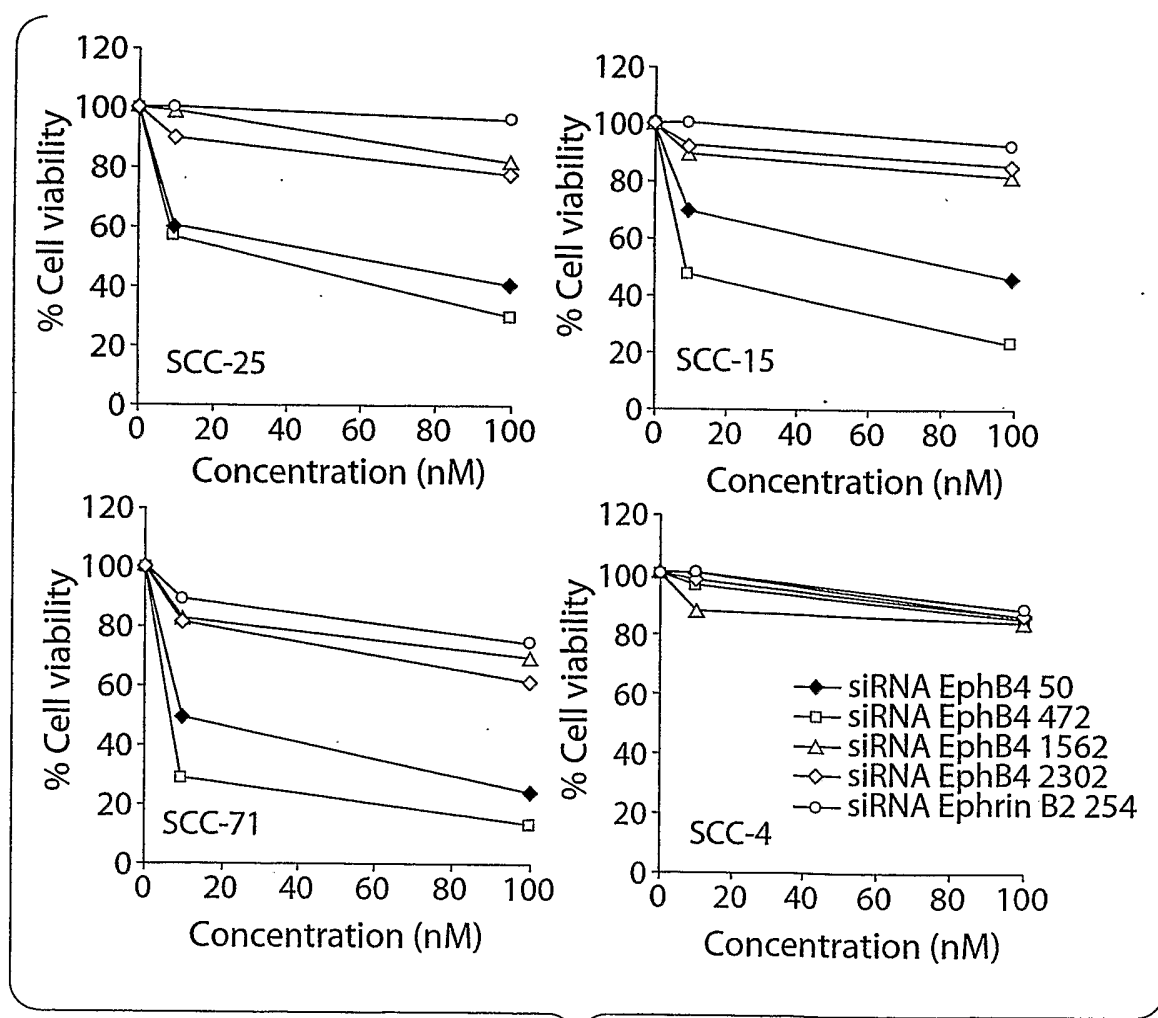 120
100
80
60
40
20
0
% Cell viability
SCC-25
0 20 40 60 80 100
Concentration (nM)
120
100
80
60
40
20
0
% Cell viability
SCC-15
0 20 40 60 80 100
Concentration (nM)
120
100
80
60
40
20
0
% Cell viability
SCC-71
0 20 40 60 80 100
Concentration (nM)
120
100
80
60
40
20
0
% Cell viability
siRNA EphB4 50
siRNA EphB4 472
siRNA EphB4 1562
siRNA EphB4 2302
siRNA Ephrin B2 254
SCC-4
0 20 40 60 80 100
Concentration (nM)